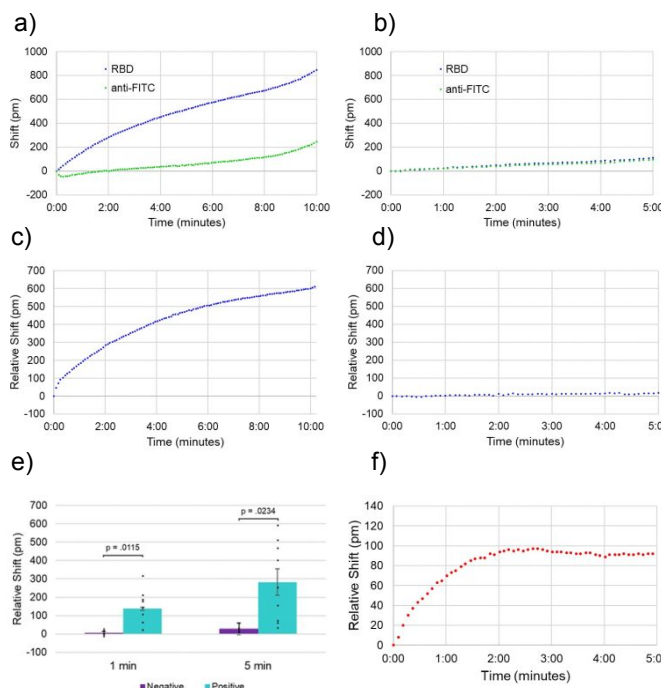 a)
1000
800
600
400
200
0
-200
Shift (pm)
RBD
anti-FITC
0:00 2:00 4:00 6:00 8:00 10:00
Time (minutes)
b)
1000
800
600
400
200
0
-200
Shift (pm)
RBD
anti-FITC
0:00 1:00 2:00 3:00 4:00 5:00
Time (minutes)
c)
700
600
500
400
300
200
100
0
-100
Relative Shift (pm)
0:00 2:00 4:00 6:00 8:00 10:00
Time (minutes)
d)
700
600
500
400
300
200
100
0
-100
Relative Shift (pm)
0:00 1:00 2:00 3:00 4:00 5:00
Time (minutes)
e)
700
600
500
400
300
200
100
0
-100
Relative Shift (pm)
p = .0115
p = .0234
1 min 5 min
Negative Positive
f)
140
120
100
80
60
40
20
0
Relative Shift (pm)
0:00 1:00 2:00 3:00 4:00 5:00
Time (minutes)